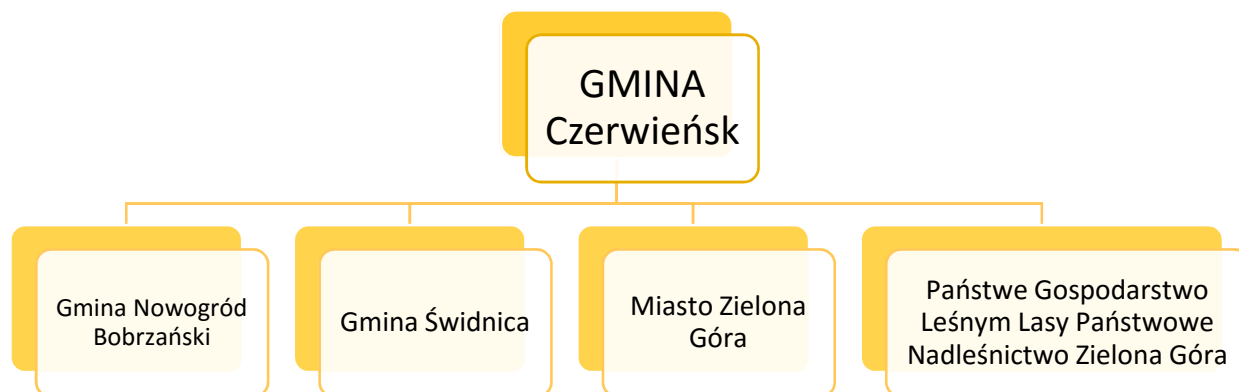 GMINA
Czerwieńsk
Gmina Nowogród
Bobrzański
Gmina Świdnica
Miasto Zielona
Góra
Państwe Gospodarstwo
Leśnym Lasy Państwowe
Nadleśnictwo Zielona Góra